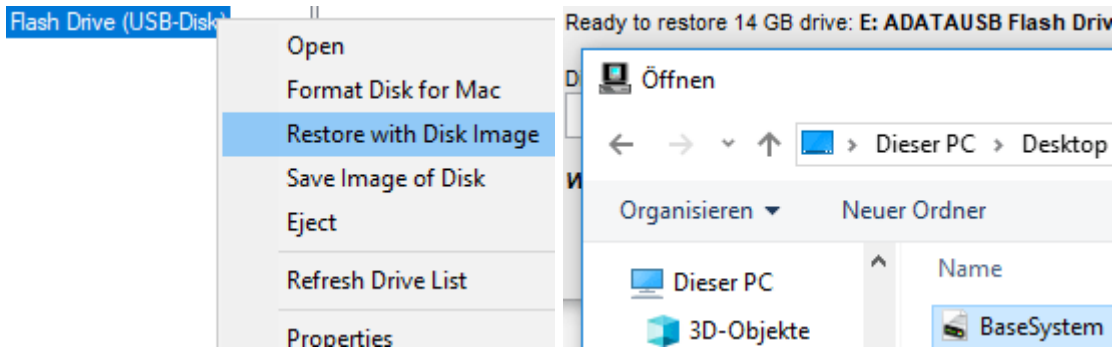 Flash Drive (USB-Disk)
Open
Format Disk for Mac
Restore with Disk Image
Save Image of Disk
Eject
Refresh Drive List
Properties
Ready to restore 14 GB drive: E: ADATAUSB Flash Driv
D
Öffnen
Dieser PC > Desktop
Organisieren Neuer Ordner
Dieser PC
Name
3D-Objekte
BaseSystem